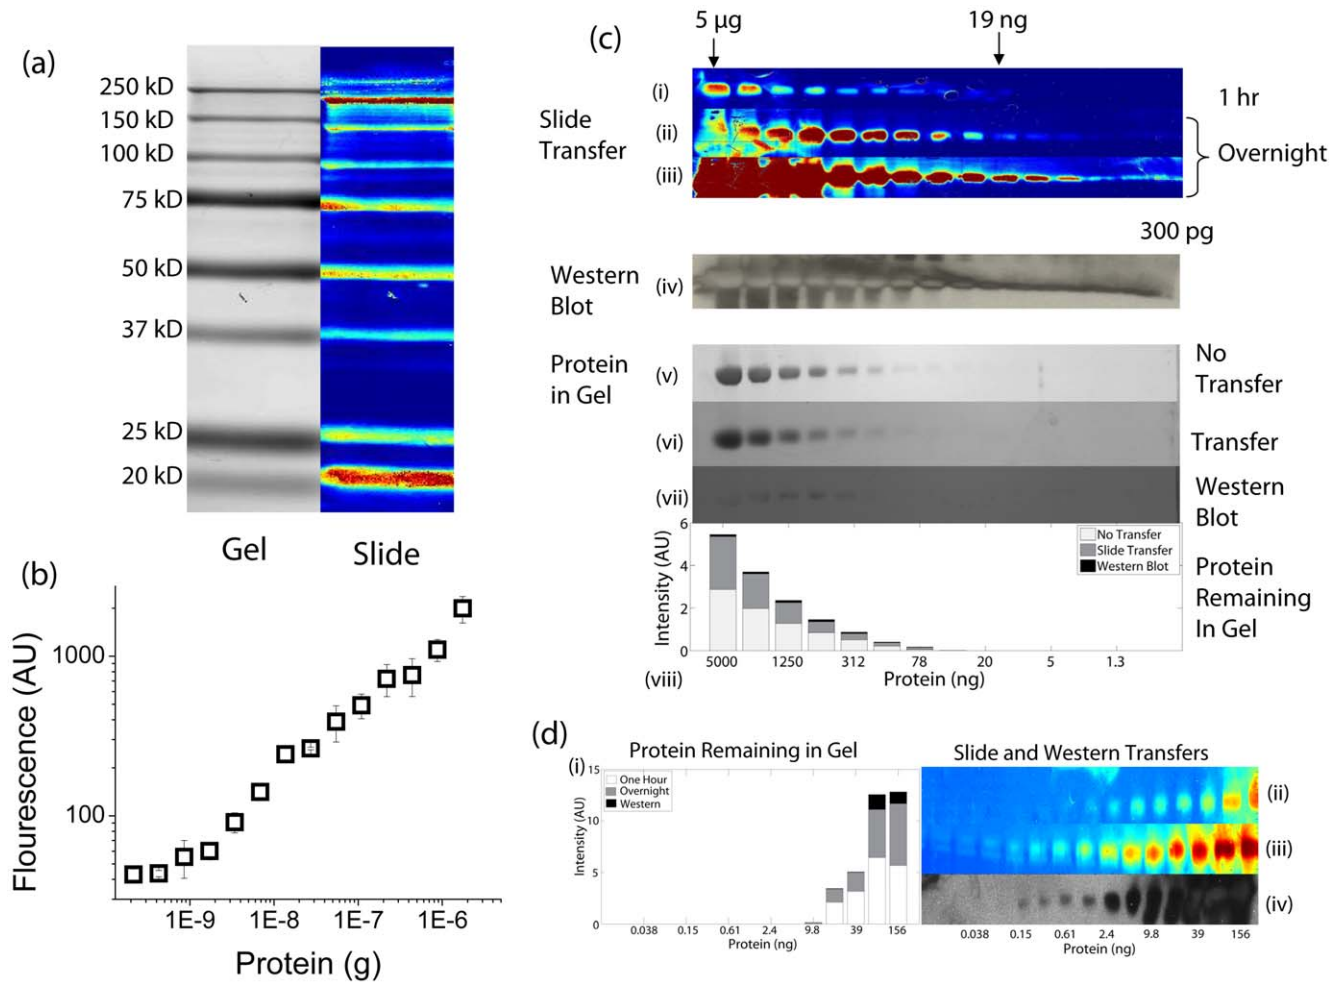 (a)
250 kD
150 kD
100 kD
75 kD
50 kD
37 kD
25 kD
20 kD
Gel
Slide
(b)
Flourescence (AU)
1000
100
1E-9
1E-8
1E-7
1E-6
Protein (g)
(c)
5 µg
19 ng
Slide
Transfer
(i)
(ii)
(iii)
1 hr
Overnight
300 pg
Western
Blot
(iv)
Protein
in Gel
(v)
No
Transfer
(vi)
Transfer
(vii)
Western
Blot
Intensity (AU)
6
4
2
0
No Transfer
Slide Transfer
Western Blot
Protein
Remaining
In Gel
5000
1250
312
78
20
5
1.3
(viii)
Protein (ng)
(d)
Protein Remaining in Gel
(i)
15
10
5
0
Intensity (AU)
One Hour
Overnight
Western
0.038
0.15
0.61
2.4
9.8
39
156
Protein (ng)
Slide and Western Transfers
(ii)
(iii)
(iv)
0.038
0.15
0.61
2.4
9.8
39
156
Protein (ng)